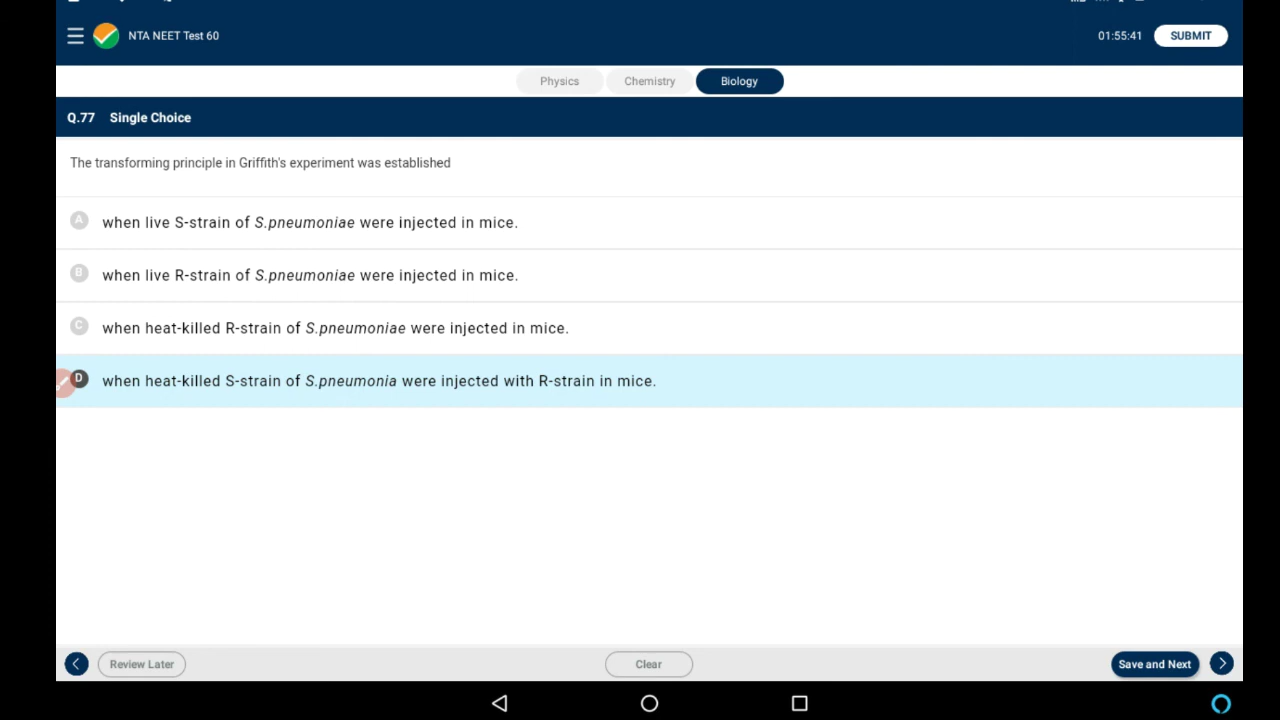 NTA NEET Test 60
01:55:41
SUBMIT
Physics
Chemistry
Biology
Q.77 Single Choice
The transforming principle in Griffith's experiment was established
A when live S-strain of S.pneumoniae were injected in mice.
B when live R-strain of S.pneumoniae were injected in mice.
C when heat-killed R-strain of S.pneumoniae were injected in mice.
D when heat-killed S-strain of S.pneumonia were injected with R-strain in mice.
Review Later
Clear
Save and Next